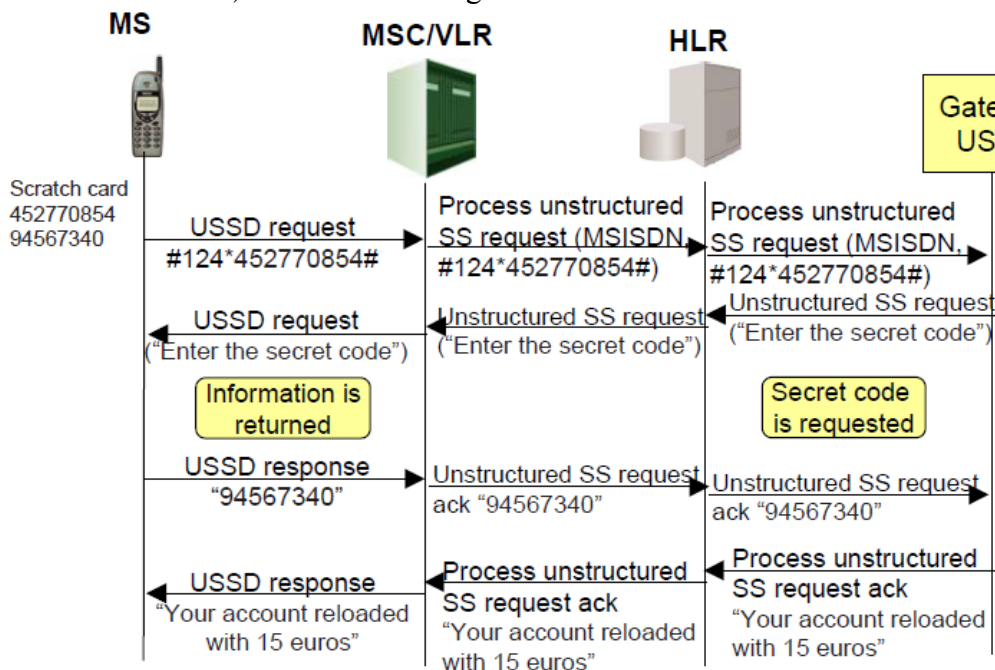 MS
MSC/VLR
HLR
Scratch card
452770854
94567340
USSD request
#124*452770854#
Process unstructured
SS request (MSISDN,
#124*452770854#)
Process unstructured
SS request (MSISDN,
#124*452770854#)
USSD request
("Enter the secret code")
Unstructured SS request
("Enter the secret code")
Unstructured SS request
("Enter the secret code")
Information is
returned
Secret code
is requested
USSD response
"94567340"
Unstructured SS request
ack "94567340"
Unstructured SS request
ack "94567340"
USSD response
"Your account reloaded
with 15 euros"
Process unstructured
SS request ack
"Your account reloaded
with 15 euros"
Process unstructured
SS request ack
"Your account reloaded
with 15 euros"